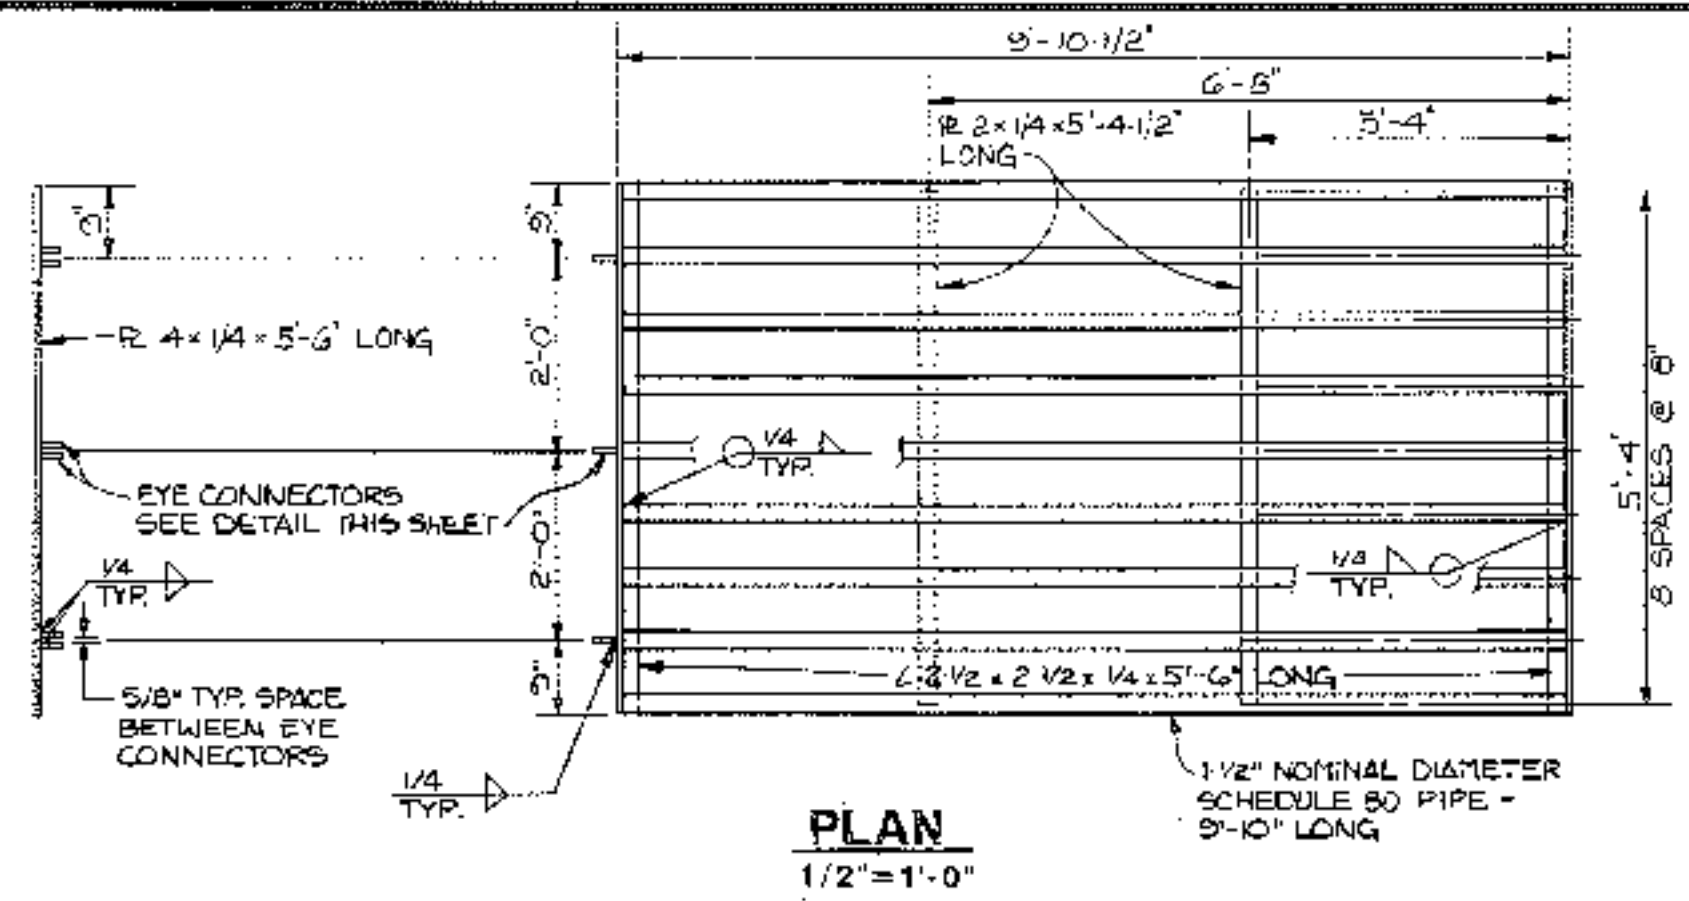 9'-10-1/2"
6'-8"
3'-4"
PL 2 x 1/4 x 5'-4-1/2"
LONG
9"
9"
PL 4 x 1/4 x 5'-6" LONG
2'-0"
1/4
TYP.
EYE CONNECTORS
SEE DETAIL THIS SHEET
2'-0"
1/4
TYP.
1/4
TYP.
5'-4"
8 SPACES @ 8"
9"
L 2 1/2 x 2 1/2 x 1/4 x 5'-6" LONG
5/8" TYP. SPACE
BETWEEN EYE
CONNECTORS
1/4
TYP.
1-1/2" NOMINAL DIAMETER
SCHEDULE 80 PIPE -
9'-10" LONG
PLAN
1/2"=1'-0"